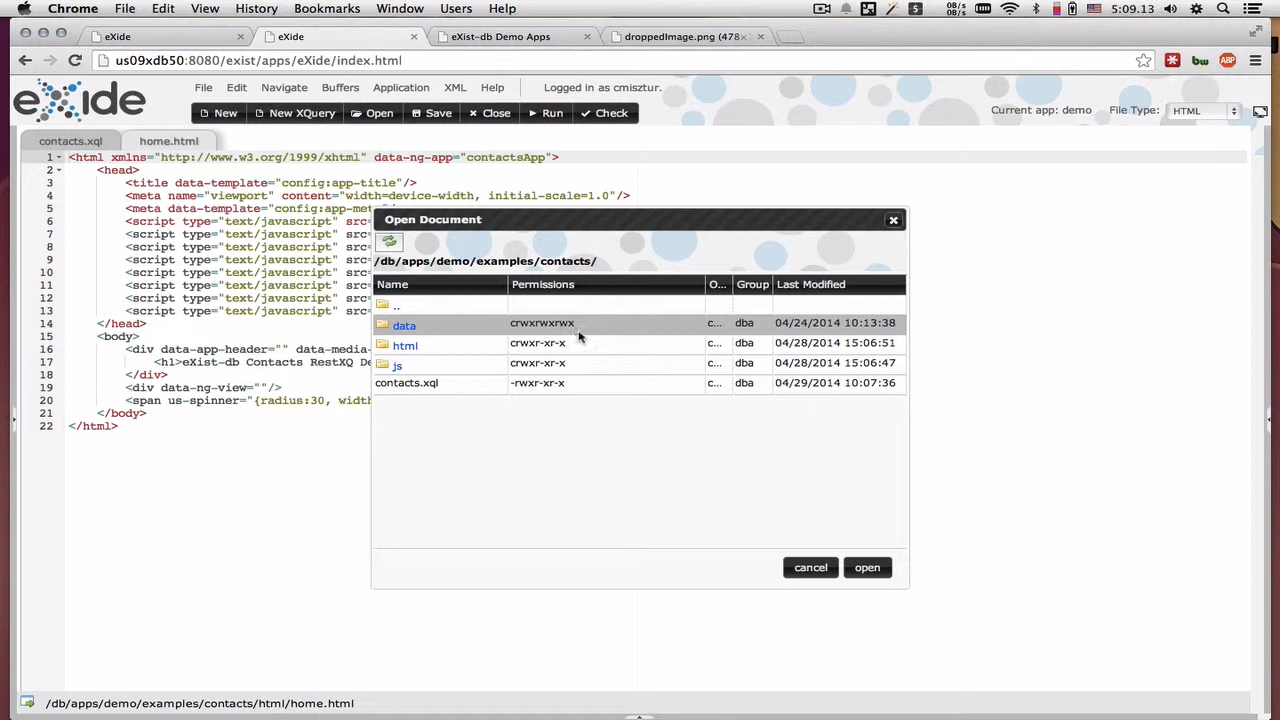 Chrome File Edit View History Bookmarks Window Users Help 5 0B/s 0B/s 5:09.13
eXide eXide eXist-db Demo Apps droppedImage.png (478×
us09xdb50:8080/exist/apps/eXide/index.html bw ABP
eXide File Edit Navigate Buffers Application XML Help Logged in as cmisztur.
New New XQuery Open Save Close Run Check Current app: demo File Type: HTML
contacts.xql home.html
1 <html xmlns="http://www.w3.org/1999/xhtml" data-ng-app="contactsApp">
2 <head>
3 <title data-template="config:app-title"/>
4 <meta name="viewport" content="width=device-width, initial-scale=1.0"/>
5 <meta data-template="config:app-me
6 <script type="text/javascript" src=
7 <script type="text/javascript" src=
8 <script type="text/javascript" src=
9 <script type="text/javascript" src=
10 <script type="text/javascript" src=
11 <script type="text/javascript" src=
12 <script type="text/javascript" src=
13 <script type="text/javascript" src=
14 </head>
15 <body>
16 <div data-app-header="" data-media-
17 <h1>eXist-db Contacts RestXQ De
18 </div>
19 <div data-ng-view=""/>
20 <span us-spinner="{radius:30, width
21 </body>
22 </html>
Open Document
/db/apps/demo/examples/contacts/
Name Permissions O... Group Last Modified
..
data crwxrwxrwx c... dba 04/24/2014 10:13:38
html crwxr-xr-x c... dba 04/28/2014 15:06:51
js crwxr-xr-x c... dba 04/28/2014 15:06:47
contacts.xql -rwxr-xr-x c... dba 04/29/2014 10:07:36
cancel open
/db/apps/demo/examples/contacts/html/home.html